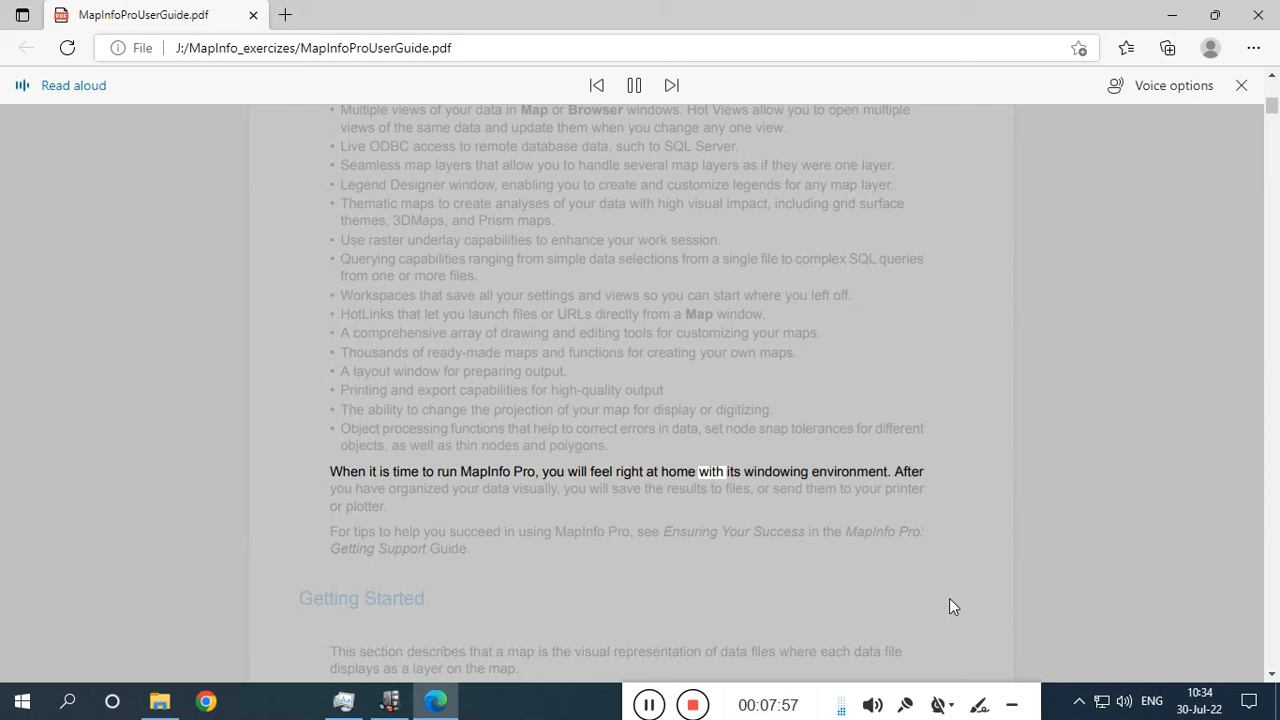 MapInfoProUserGuide.pdf
File J:/MapInfo_exercizes/MapInfoProUserGuide.pdf
Read aloud
Voice options
• Multiple views of your data in Map or Browser windows. Hot Views allow you to open multiple
views of the same data and update them when you change any one view.
• Live ODBC access to remote database data, such to SQL Server.
• Seamless map layers that allow you to handle several map layers as if they were one layer.
• Legend Designer window, enabling you to create and customize legends for any map layer.
• Thematic maps to create analyses of your data with high visual impact, including grid surface
themes, 3DMaps, and Prism maps.
• Use raster underlay capabilities to enhance your work session.
• Querying capabilities ranging from simple data selections from a single file to complex SQL queries
from one or more files.
• Workspaces that save all your settings and views so you can start where you left off.
• HotLinks that let you launch files or URLs directly from a Map window.
• A comprehensive array of drawing and editing tools for customizing your maps.
• Thousands of ready-made maps and functions for creating your own maps.
• A layout window for preparing output.
• Printing and export capabilities for high-quality output
• The ability to change the projection of your map for display or digitizing.
• Object processing functions that help to correct errors in data, set node snap tolerances for different
objects, as well as thin nodes and polygons.
When it is time to run MapInfo Pro, you will feel right at home with its windowing environment. After
you have organized your data visually, you will save the results to files, or send them to your printer
or plotter.
For tips to help you succeed in using MapInfo Pro, see Ensuring Your Success in the MapInfo Pro:
Getting Support Guide.
Getting Started
This section describes that a map is the visual representation of data files where each data file
displays as a layer on the map.
00:07:57
ENG
10:34
30-Jul-22